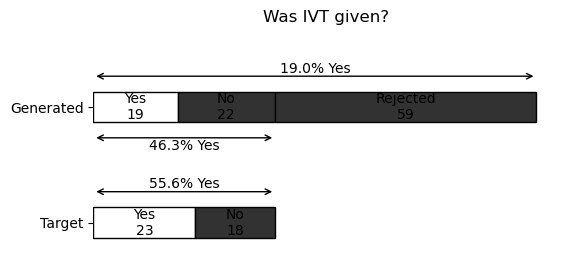 Was IVT given?
19.0% Yes
Generated
Yes
19
No
22
Rejected
59
46.3% Yes
55.6% Yes
Target
Yes
23
No
18